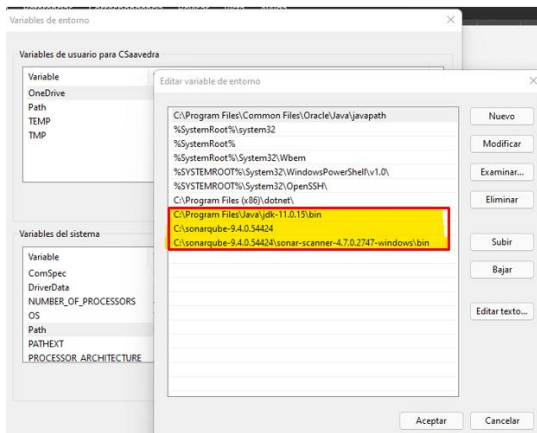 Variables de entorno
Variables de usuario para CSaavedra
Variable
OneDrive
Path
TEMP
TMP
Variables del sistema
Variable
ComSpec
DriverData
NUMBER_OF_PROCESSORS
OS
Path
PATHEXT
PROCESSOR_ARCHITECTURE
Editar variable de entorno
C:\Program Files\Common Files\Oracle\Java\javapath
%SystemRoot%\system32
%SystemRoot%
%SystemRoot%\System32\Wbem
%SYSTEMROOT%\System32\WindowsPowerShell\v1.0\
%SYSTEMROOT%\System32\OpenSSH\
C:\Program Files (x86)\dotnet\
C:\Program Files\Java\jdk-11.0.15\bin
C:\sonarqube-9.4.0.54424
C:\sonarqube-9.4.0.54424\sonar-scanner-4.7.0.2747-windows\bin
Nuevo
Modificar
Examinar...
Eliminar
Subir
Bajar
Editar texto...
Aceptar
Cancelar